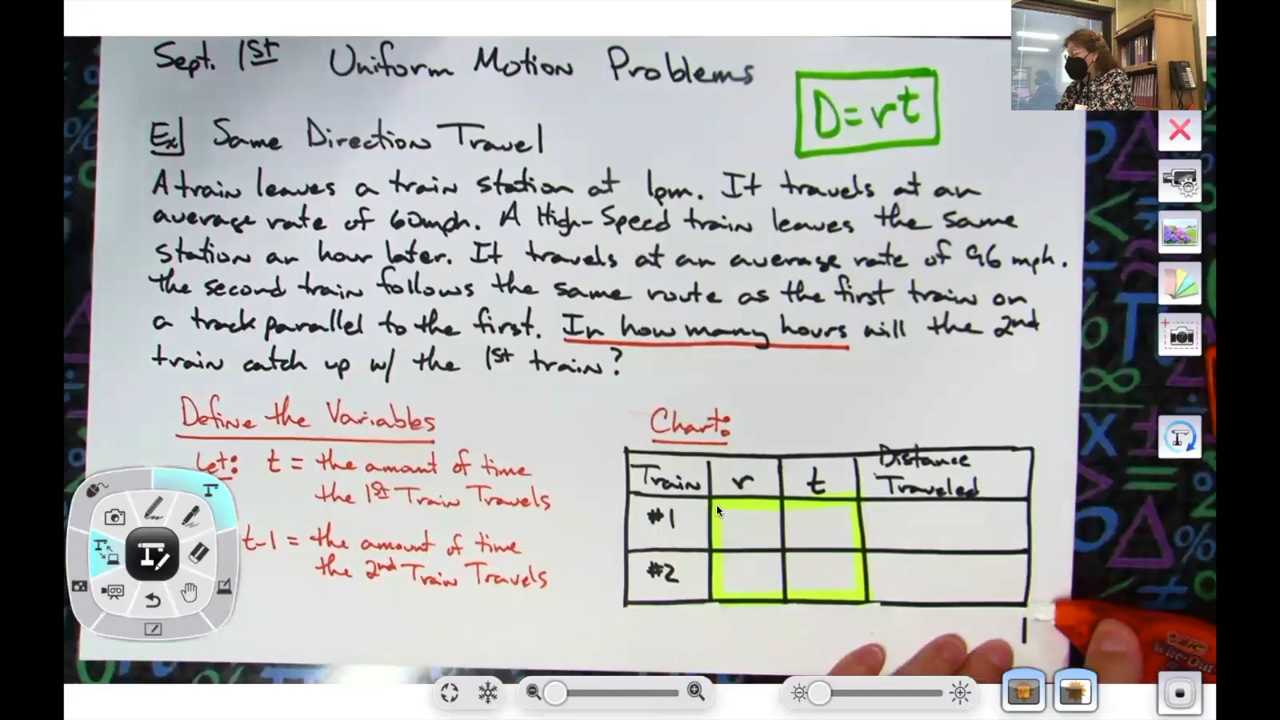 Sept. 1st Uniform Motion Problems
D=rt
Ex Same Direction Travel
A train leaves a train station at 1pm. It travels at an
average rate of 60mph. A High-Speed train leaves the same
station an hour later. It travels at an average rate of 96 mph.
The second train follows the same route as the first train on
a track parallel to the first. In how many hours will the 2nd
train catch up w/ the 1st train?
Define the Variables
Let: t = the amount of time
the 1st Train Travels
t-1 = the amount of time
the 2nd Train Travels
Chart:
Train r t Distance Traveled
#1
#2
Wite-Out